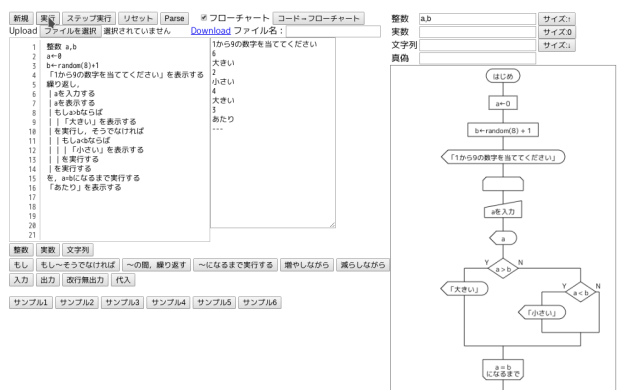 新規 実行 ステップ実行 リセット Parse フローチャート コード→フローチャート
Upload ファイルを選択 選択されていません Download ファイル名：
1 整数 a,b
2 a←0
3 b←random(8)+1
4 「1から9の数字を当ててください」を表示する
5 繰り返し,
6 ｜aを入力する
7 ｜aを表示する
8 ｜もしa>bならば
9 ｜｜「大きい」を表示する
10 ｜を実行し，そうでなければ
11 ｜｜もしa<bならば
12 ｜｜｜「小さい」を表示する
13 ｜｜を実行する
14 ｜を実行する
15 を，a=bになるまで実行する
16 「あたり」を表示する
17
18
19
20
21
1から9の数字を当ててください
6
大きい
2
小さい
4
大きい
3
あたり
---
整数 実数 文字列
もし もし〜そうでなければ 〜の間，繰り返す 〜になるまで実行する 増やしながら 減らしながら
入力 出力 改行無出力 代入
サンプル1 サンプル2 サンプル3 サンプル4 サンプル5 サンプル6
整数 a,b サイズ:↑
実数 サイズ:0
文字列 サイズ:↓
真偽
はじめ
a←0
b←random(8) + 1
「1から9の数字を当ててください」
aを入力
a
Y a>b N
「大きい」
Y a<b N
「小さい」
a=b
になるまで